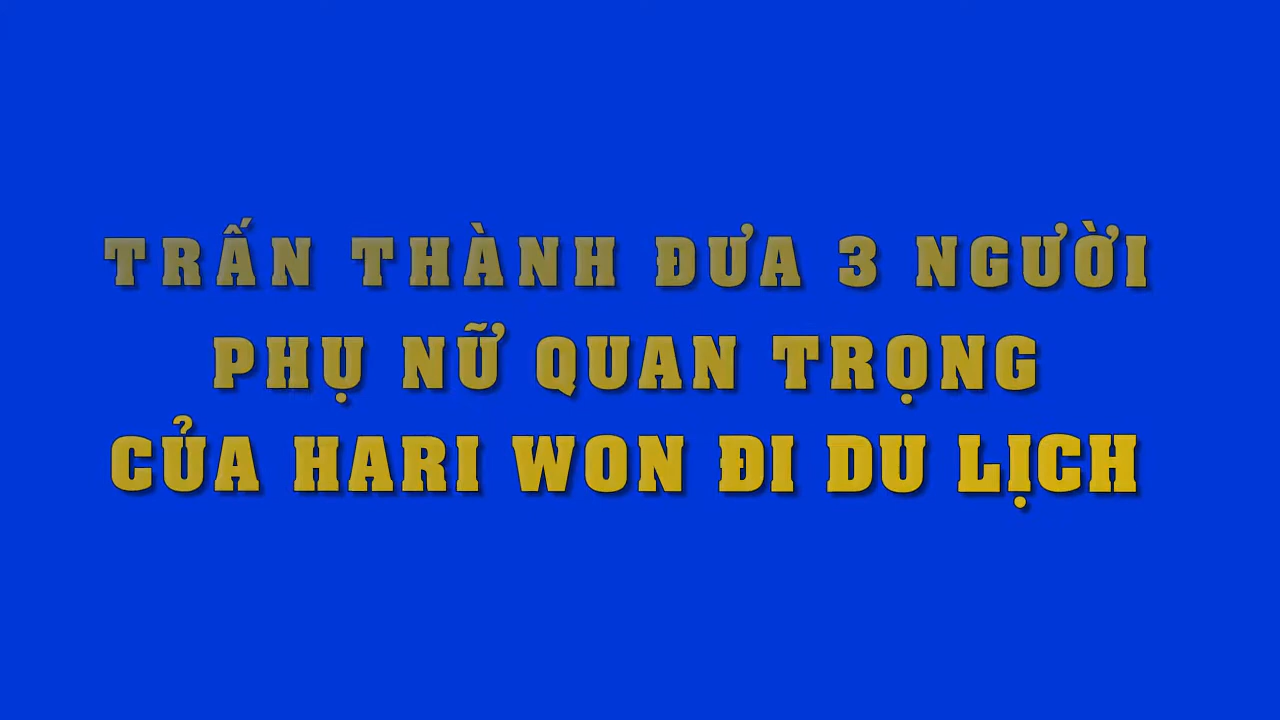 TRẤN THÀNH ĐƯA 3 NGƯỜI
PHỤ NỮ QUAN TRỌNG
CỦA HARI WON ĐI DU LỊCH